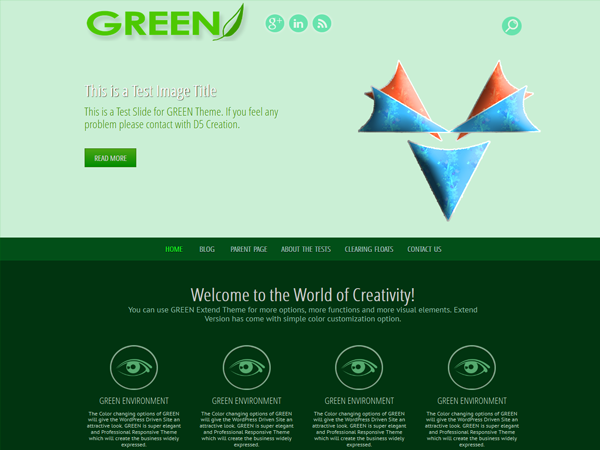 GREEN
g+ in
This is a Test Image Title
This is a Test Slide for GREEN Theme. If you feel any
problem please contact with D5 Creation.
READ MORE
HOME BLOG PARENT PAGE ABOUT THE TESTS CLEARING FLOATS CONTACT US
Welcome to the World of Creativity!
You can use GREEN Extend Theme for more options, more functions and more visual elements. Extend
Version has come with simple color customization option.
GREEN ENVIRONMENT
The Color changing options of GREEN
will give the WordPress Driven Site an
attractive look. GREEN is super elegant
and Professional Responsive Theme
which will create the business widely
expressed.
GREEN ENVIRONMENT
The Color changing options of GREEN
will give the WordPress Driven Site an
attractive look. GREEN is super elegant
and Professional Responsive Theme
which will create the business widely
expressed.
GREEN ENVIRONMENT
The Color changing options of GREEN
will give the WordPress Driven Site an
attractive look. GREEN is super elegant
and Professional Responsive Theme
which will create the business widely
expressed.
GREEN ENVIRONMENT
The Color changing options of GREEN
will give the WordPress Driven Site an
attractive look. GREEN is super elegant
and Professional Responsive Theme
which will create the business widely
expressed.